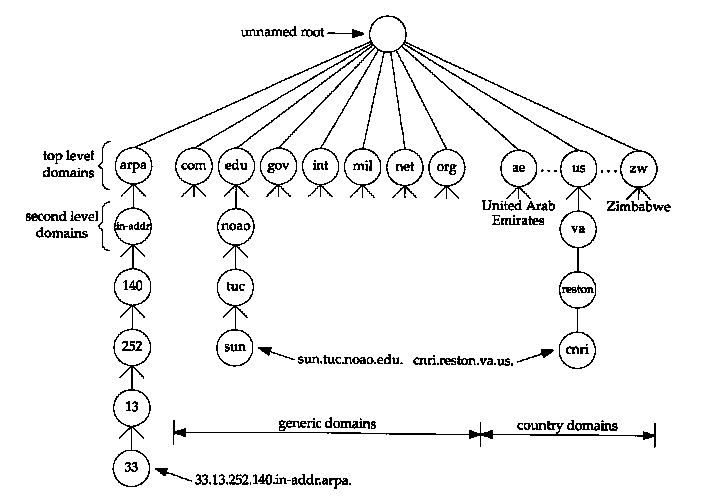 unnamed root
top level
domains
arpa
com
edu
gov
int
mil
net
org
ae
....
us
....
zw
United Arab
Emirates
Zimbabwe
second level
domains
in-addr
noao
va
140
tuc
reston
252
sun
sun.tuc.noao.edu.
cnri.reston.va.us.
cnri
13
generic domains
country domains
33
33.13.252.140.in-addr.arpa.